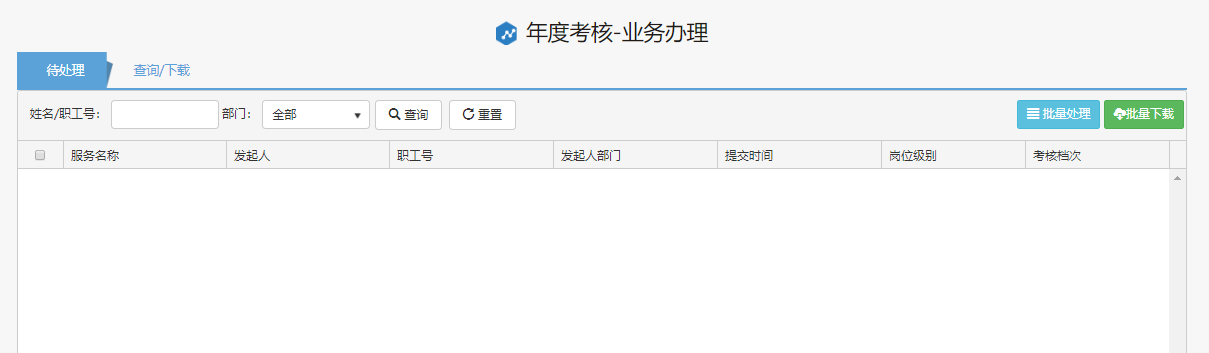 年度考核-业务办理
待处理 查询/下载
姓名/职工号： 部门： 全部 查询 重置 批量处理 批量下载
服务名称 发起人 职工号 发起人部门 提交时间 岗位级别 考核档次